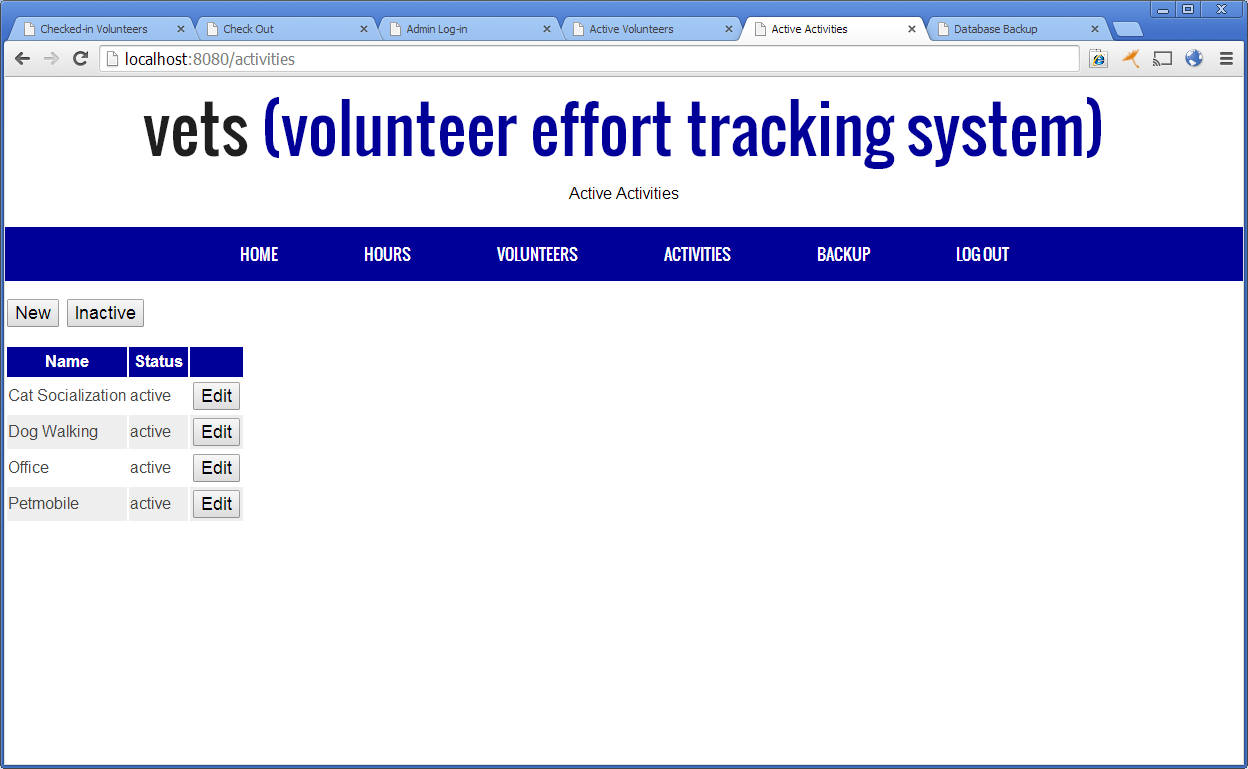 Checked-in Volunteers Check Out Admin Log-in Active Volunteers Active Activities Database Backup
localhost:8080/activities
vets (volunteer effort tracking system)
Active Activities
HOME HOURS VOLUNTEERS ACTIVITIES BACKUP LOG OUT
New Inactive
Name Status
Cat Socialization active Edit
Dog Walking active Edit
Office active Edit
Petmobile active Edit